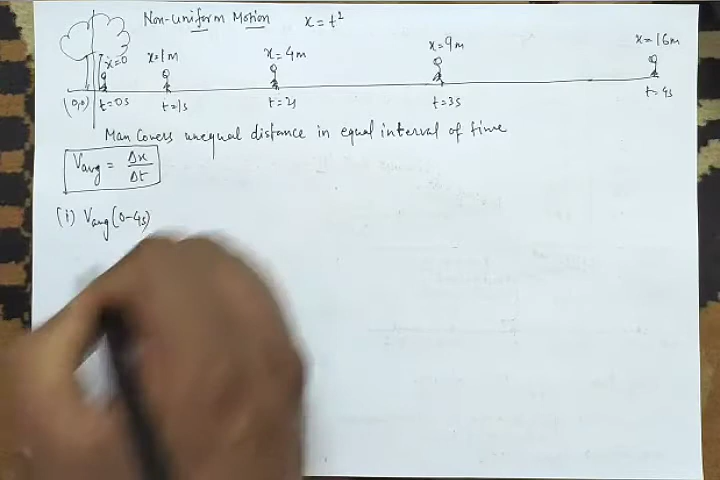 Non-Uniform Motion x = t²
x=0 x=1m x=4m x=9m x=16m
(0,0) t=0s t=1s t=2s t=3s t=4s
Man Covers unequal distance in equal interval of time
Vavg = Δx/Δt
(i) Vavg(0-4s)